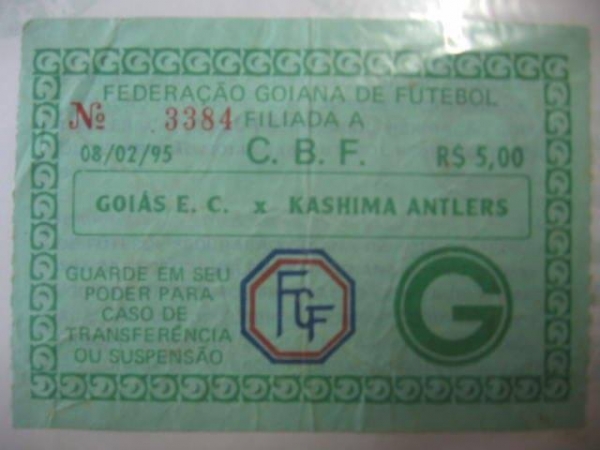 FEDERAÇÃO GOIANA DE FUTEBOL
Nº 3384 FILIADA A
08/02/95 C. B. F. R$ 5,00
GOIÁS E. C. x KASHIMA ANTLERS
GUARDE EM SEU
PODER PARA
CASO DE
TRANSFERÊNCIA
OU SUSPENSÃO
FGF
G